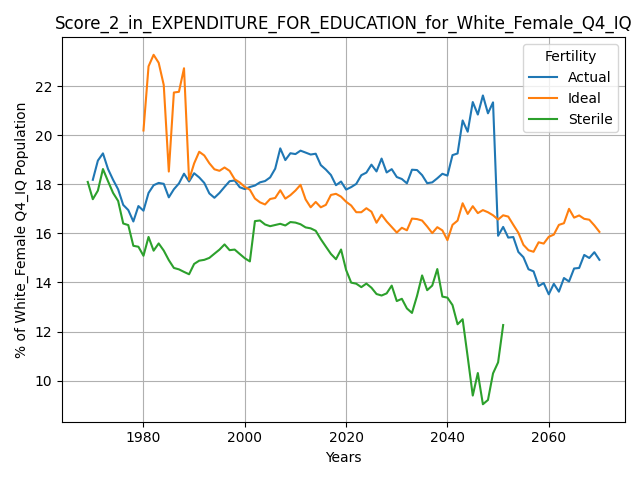 Score_2_in_EXPENDITURE_FOR_EDUCATION_for_White_Female_Q4_IQ
Fertility
Actual
Ideal
Sterile
% of White_Female Q4_IQ Population
22
20
18
16
14
12
10
1980 2000 2020 2040 2060
Years